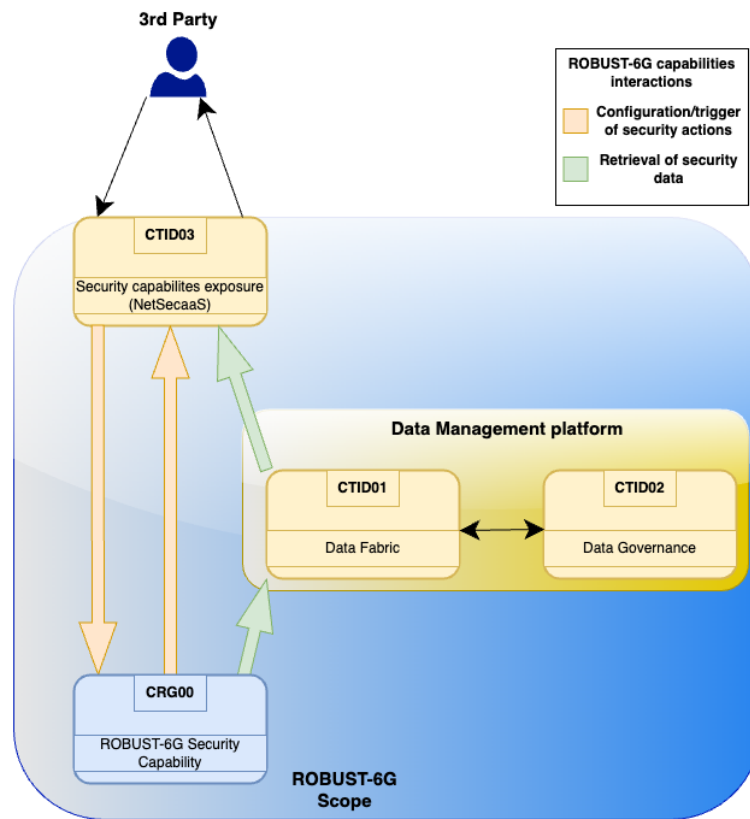 3rd Party
ROBUST-6G capabilities
interactions
Configuration/trigger
of security actions
Retrieval of security
data
CTID03
Security capabilites exposure
(NetSecaaS)
Data Management platform
CTID01
Data Fabric
CTID02
Data Governance
CRG00
ROBUST-6G Security
Capability
ROBUST-6G
Scope